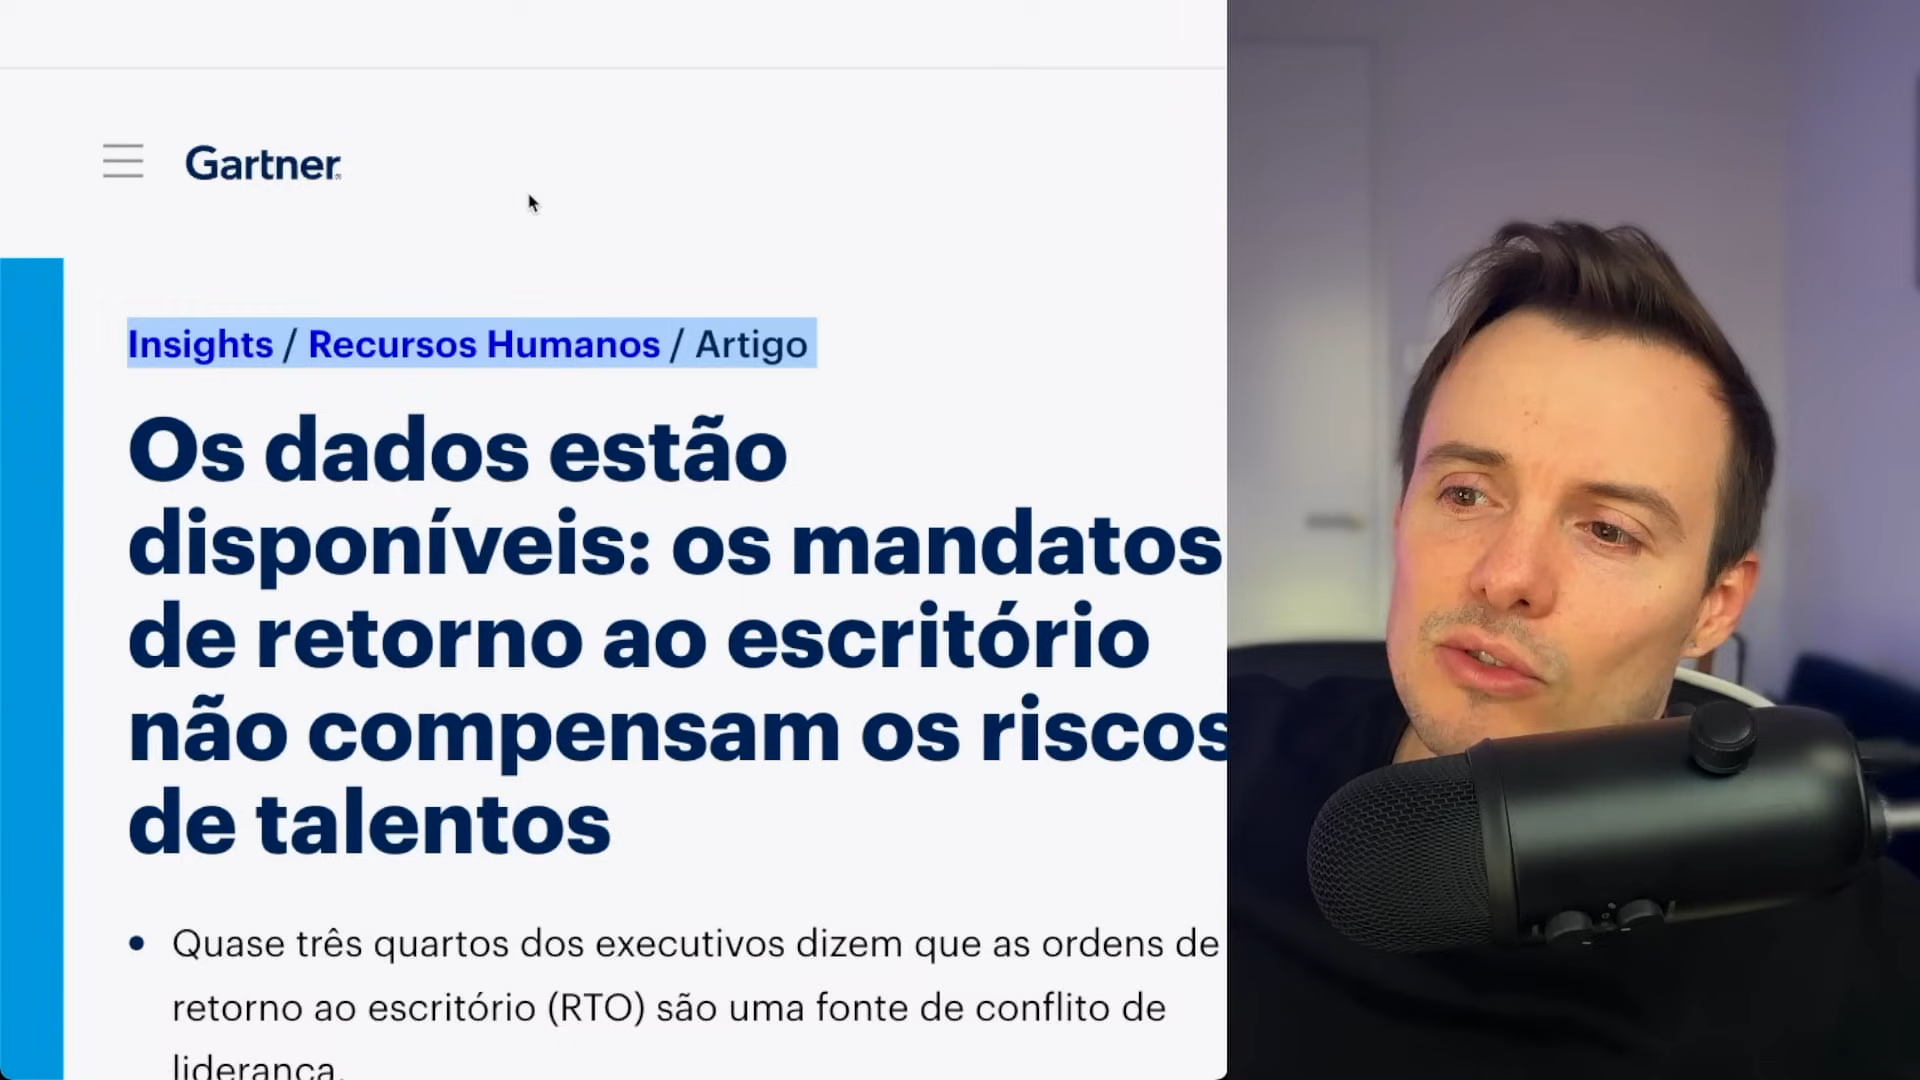 Gartner
Insights / Recursos Humanos / Artigo
Os dados estão
disponíveis: os mandatos
de retorno ao escritório
não compensam os riscos
de talentos
• Quase três quartos dos executivos dizem que as ordens de
retorno ao escritório (RTO) são uma fonte de conflito de
liderança.